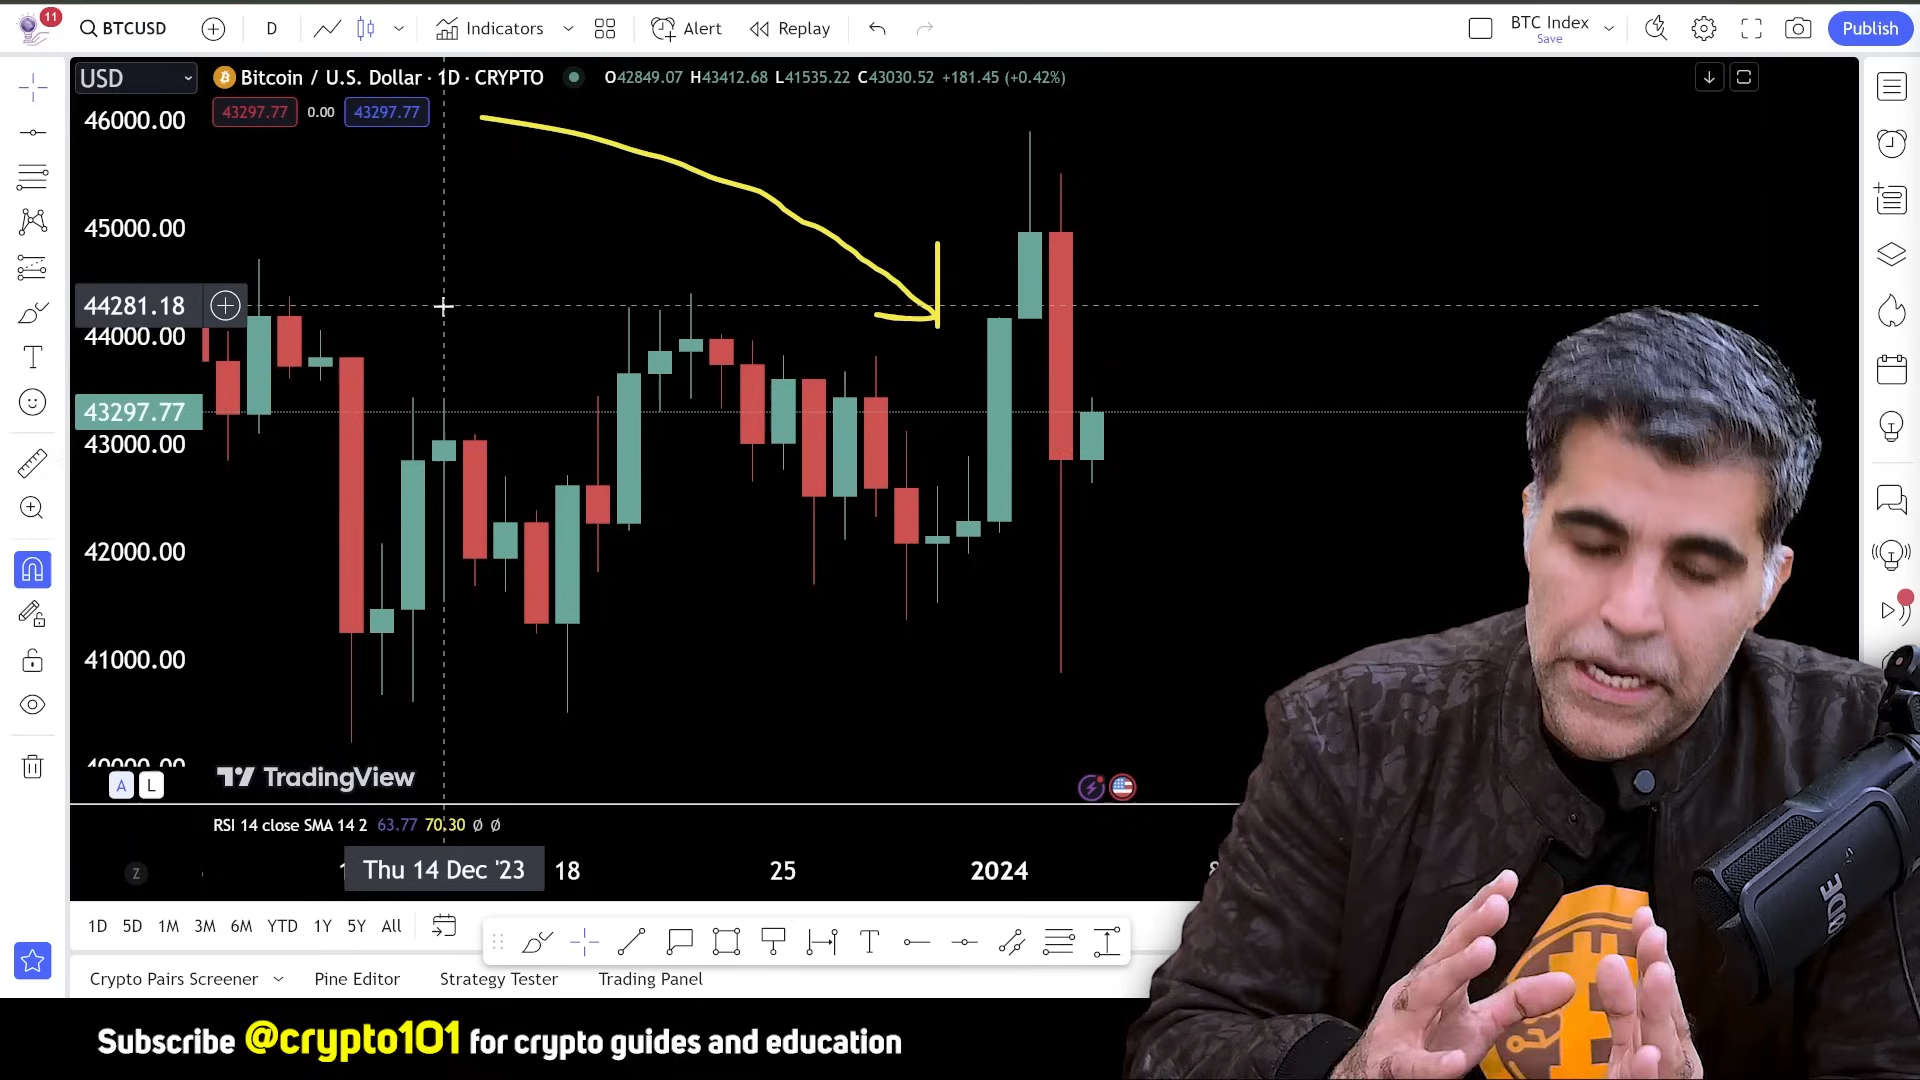 11
BTCUSD
D
Indicators
Alert
Replay
BTC Index
Save
Publish
USD
Bitcoin / U.S. Dollar · 1D · CRYPTO
O42849.07 H43412.68 L41535.22 C43030.52 +181.45 (+0.42%)
43297.77 0.00 43297.77
46000.00
45000.00
44281.18
44000.00
43297.77
43000.00
42000.00
41000.00
40000.00
A L
TradingView
RSI 14 close SMA 14 2 63.77 70.30 Ø Ø
Z
Thu 14 Dec '23
18
25
2024
1D 5D 1M 3M 6M YTD 1Y 5Y All
Crypto Pairs Screener
Pine Editor
Strategy Tester
Trading Panel
Subscribe @crypto101 for crypto guides and education